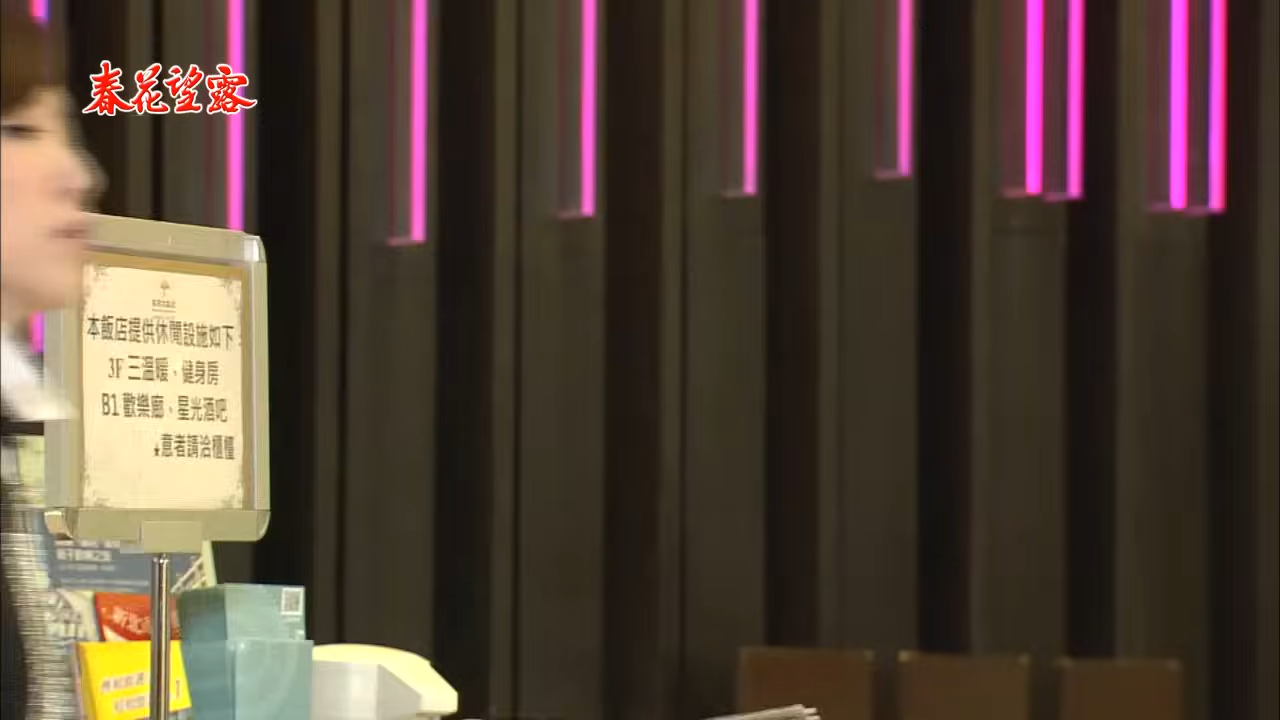 春花望露
本飯店提供休閒設施如下：
3F 三溫暖、健身房
B1 歡樂廊、星光酒吧
意者請洽櫃檯